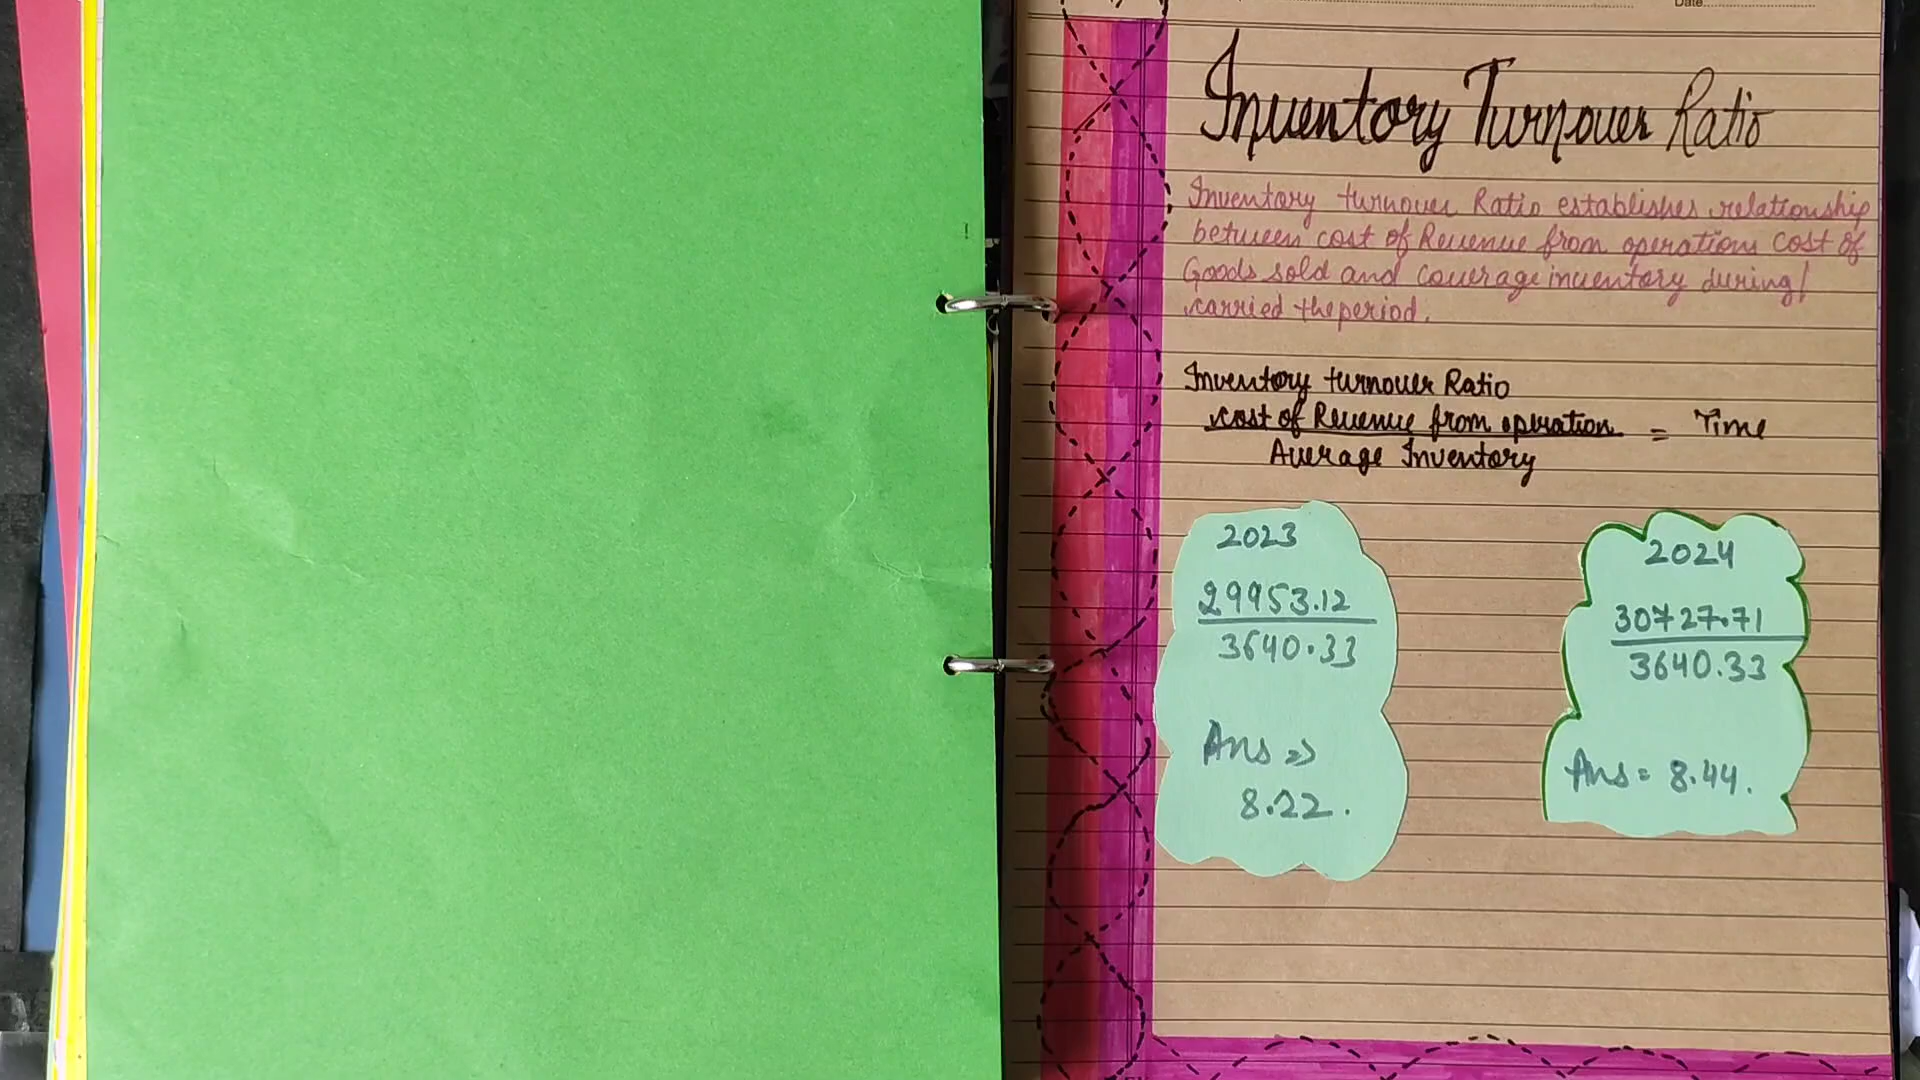 Date
Inventory Turnover Ratio
Inventory turnover Ratio establishes relationship
between cost of Revenue from operations cost of
Goods sold and coverage inventory during/
carried the period.
Inventory turnover Ratio
cost of Revenue from operation = Time
Average Inventory
2023
29953.12
3640.33
Ans ⇒
8.22.
2024
30727.71
3640.33
Ans = 8.44.